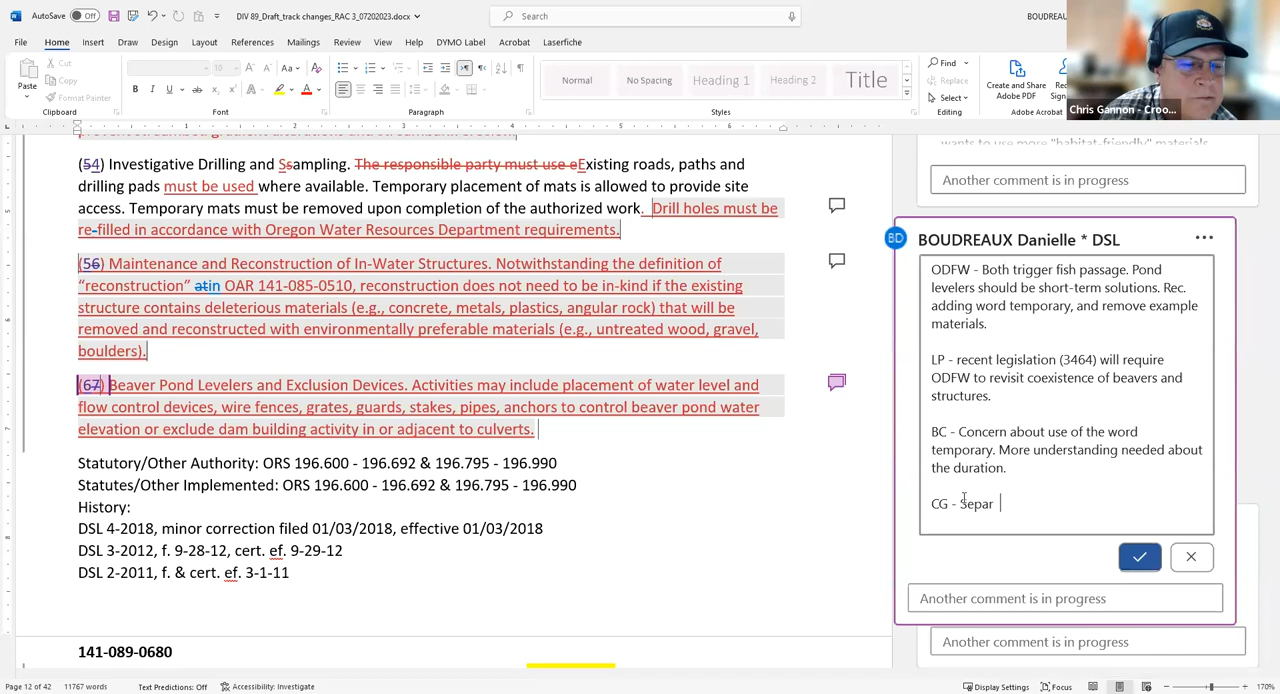 AutoSave Off DIV 89_Draft_track changes_RAC 3_07202023.docx Search BOUDREAU
File Home Insert Draw Design Layout References Mailings Review View Help DYMO Label Acrobat Laserfiche
Paste Cut Copy Format Painter
10 Aa
Normal No Spacing Heading 1 Heading 2 Title
Find Replace Select
Create and Share Adobe PDF
Clipboard Font Paragraph Styles Editing Adobe Acrobat
Chris Gannon - Croo...
(54) Investigative Drilling and Ssampling. The responsible party must use eExisting roads, paths and
drilling pads must be used where available. Temporary placement of mats is allowed to provide site
access. Temporary mats must be removed upon completion of the authorized work. Drill holes must be
re-filled in accordance with Oregon Water Resources Department requirements.
(56) Maintenance and Reconstruction of In-Water Structures. Notwithstanding the definition of
“reconstruction” atin OAR 141-085-0510, reconstruction does not need to be in-kind if the existing
structure contains deleterious materials (e.g., concrete, metals, plastics, angular rock) that will be
removed and reconstructed with environmentally preferable materials (e.g., untreated wood, gravel,
boulders).
(67) Beaver Pond Levelers and Exclusion Devices. Activities may include placement of water level and
flow control devices, wire fences, grates, guards, stakes, pipes, anchors to control beaver pond water
elevation or exclude dam building activity in or adjacent to culverts.
Statutory/Other Authority: ORS 196.600 - 196.692 & 196.795 - 196.990
Statutes/Other Implemented: ORS 196.600 - 196.692 & 196.795 - 196.990
History:
DSL 4-2018, minor correction filed 01/03/2018, effective 01/03/2018
DSL 3-2012, f. 9-28-12, cert. ef. 9-29-12
DSL 2-2011, f. & cert. ef. 3-1-11
141-089-0680
Another comment is in progress
BD BOUDREAUX Danielle * DSL
ODFW - Both trigger fish passage. Pond
levelers should be short-term solutions. Rec.
adding word temporary, and remove example
materials.
LP - recent legislation (3464) will require
ODFW to revisit coexistence of beavers and
structures.
BC - Concern about use of the word
temporary. More understanding needed about
the duration.
CG - Separ
Another comment is in progress
Another comment is in progress
Page 12 of 42 11767 words Text Predictions: Off Accessibility: Investigate Display Settings Focus 170%